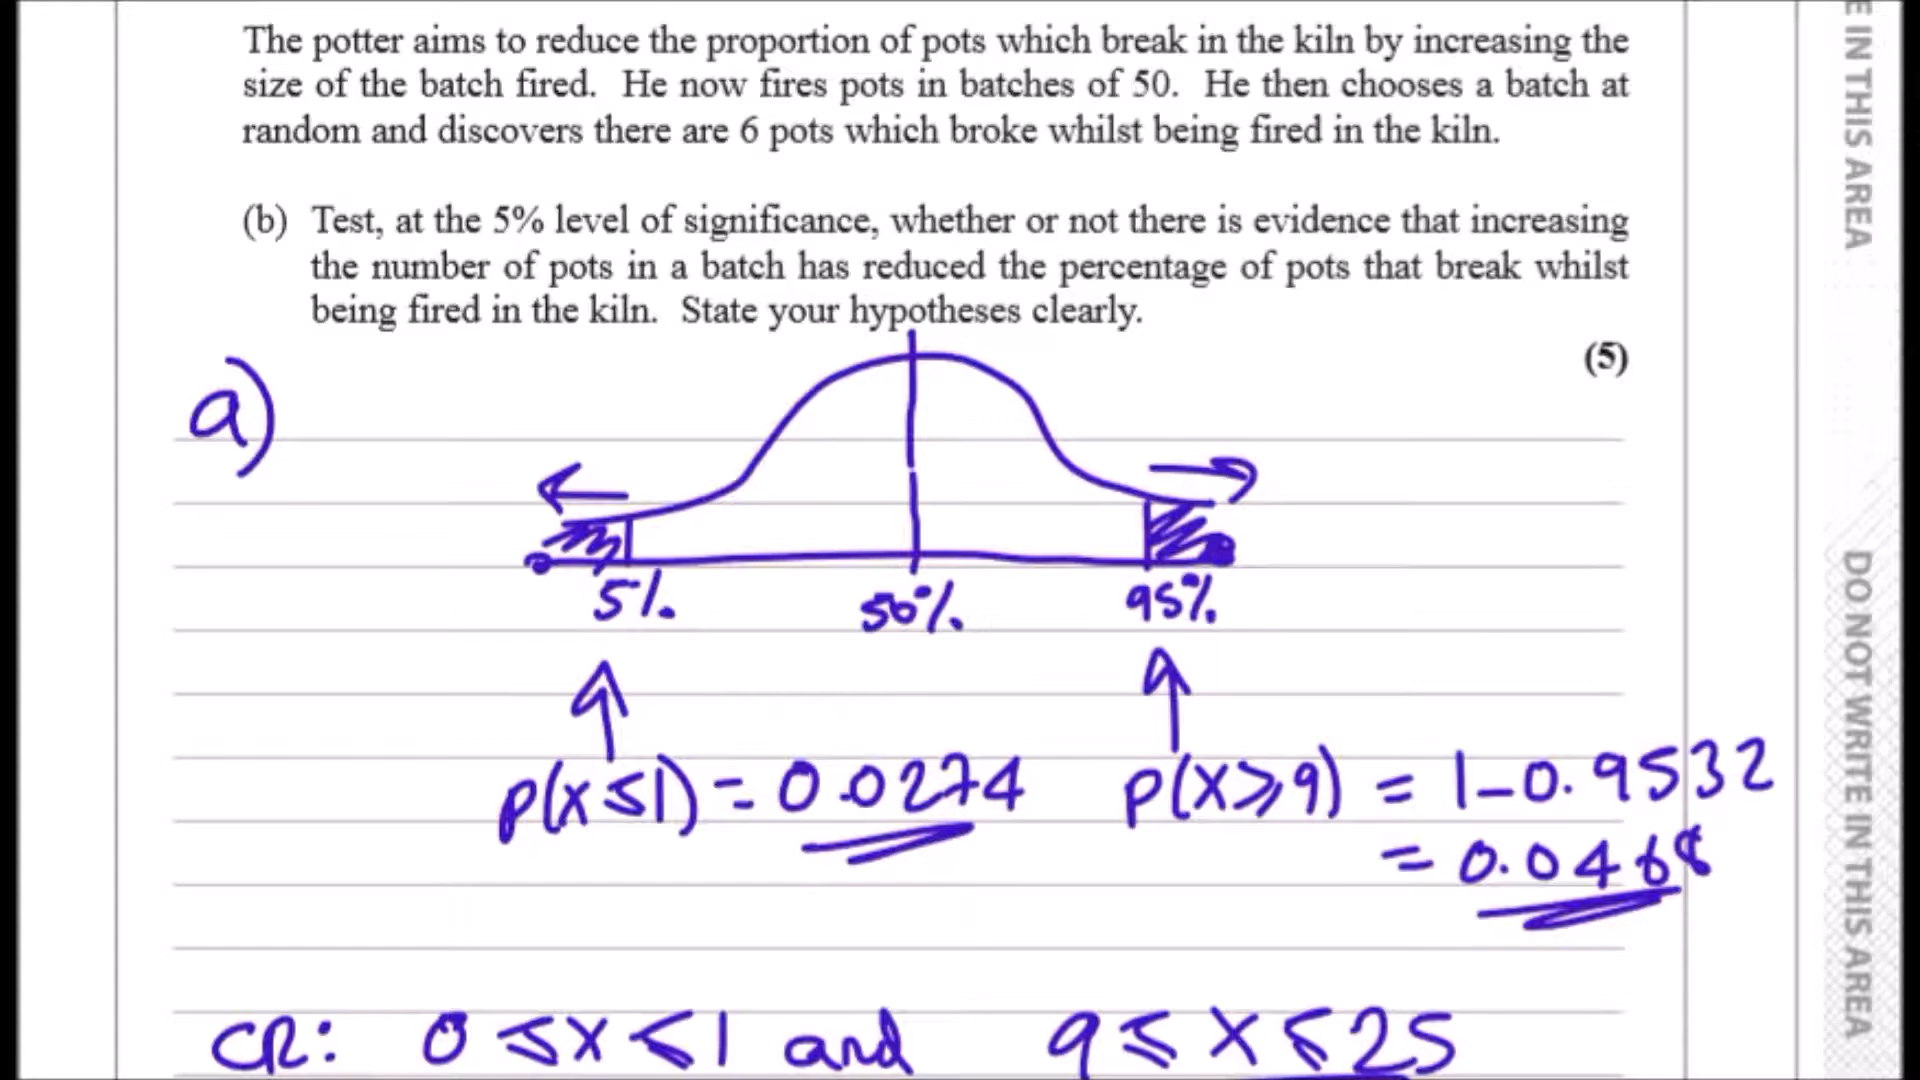 The potter aims to reduce the proportion of pots which break in the kiln by increasing the
size of the batch fired. He now fires pots in batches of 50. He then chooses a batch at
random and discovers there are 6 pots which broke whilst being fired in the kiln.
(b) Test, at the 5% level of significance, whether or not there is evidence that increasing
the number of pots in a batch has reduced the percentage of pots that break whilst
being fired in the kiln. State your hypotheses clearly.
(5)
a)
5%. 50%. 95%.
P(X≤1) = 0.0274 P(X≥9) = 1-0.9532
= 0.0468
CR: 0≤X≤1 and 9≤X≤25
E IN THIS AREA
DO NOT WRITE IN THIS AREA